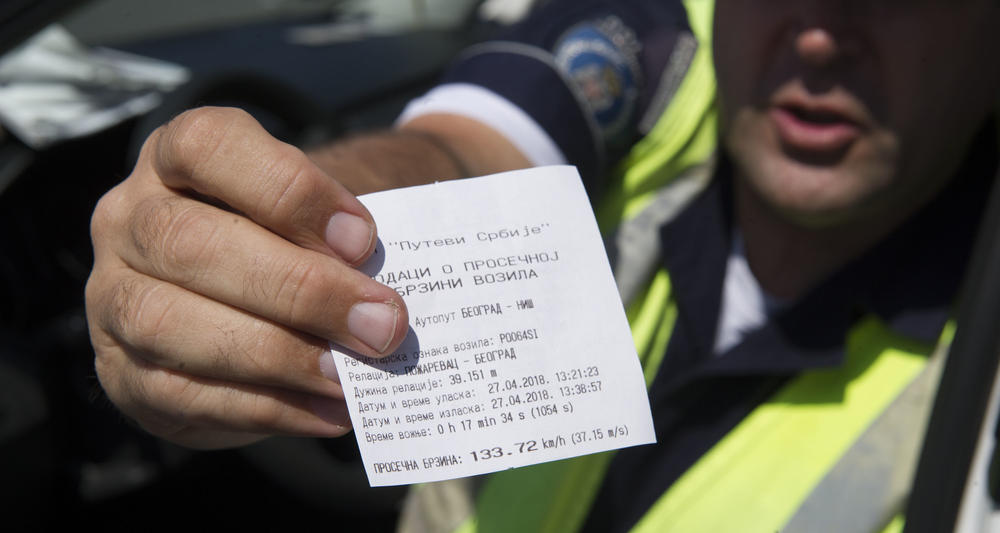 "Путеви Србије"
ПОДАЦИ О ПРОСЕЧНОЈ
БРЗИНИ ВОЗИЛА
Аутопут БЕОГРАД - НИШ
Регистарска ознака возила: PO064SI
Релација: ПОЖАРЕВАЦ - БЕОГРАД
Дужина релације: 39.151 m
Датум и време уласка: 27.04.2018. 13:21:23
Датум и време изласка: 27.04.2018. 13:38:57
Време вожње: 0 h 17 min 34 s (1054 s)
ПРОСЕЧНА БРЗИНА: 133.72 km/h (37.15 m/s)